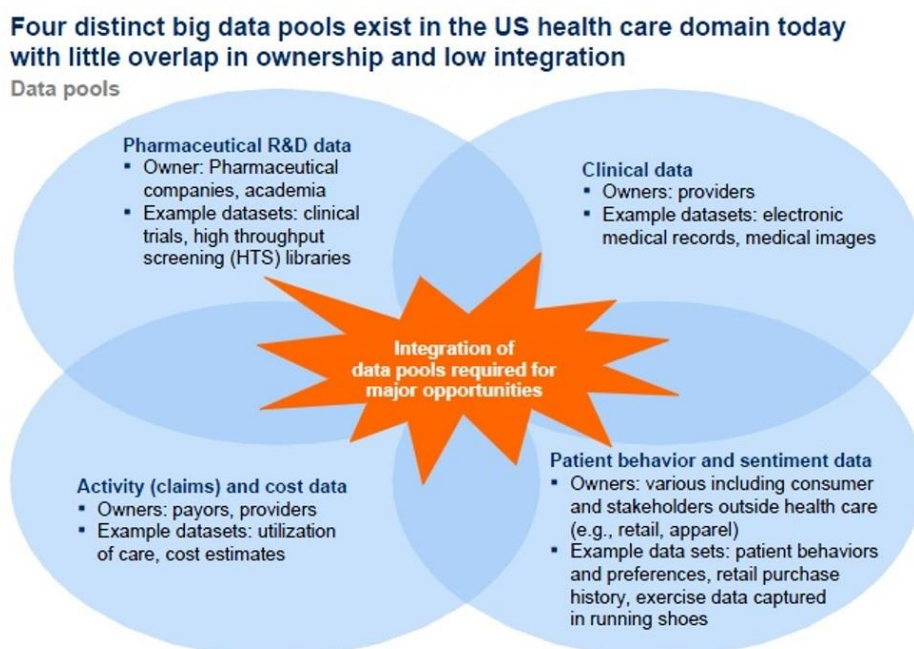 Four distinct big data pools exist in the US health care domain today
with little overlap in ownership and low integration
Data pools
Pharmaceutical R&D data
▪ Owner: Pharmaceutical
companies, academia
▪ Example datasets: clinical
trials, high throughput
screening (HTS) libraries
Clinical data
▪ Owners: providers
▪ Example datasets: electronic
medical records, medical images
Integration of
data pools required for
major opportunities
Activity (claims) and cost data
▪ Owners: payors, providers
▪ Example datasets: utilization
of care, cost estimates
Patient behavior and sentiment data
▪ Owners: various including consumer
and stakeholders outside health care
(e.g., retail, apparel)
▪ Example data sets: patient behaviors
and preferences, retail purchase
history, exercise data captured
in running shoes